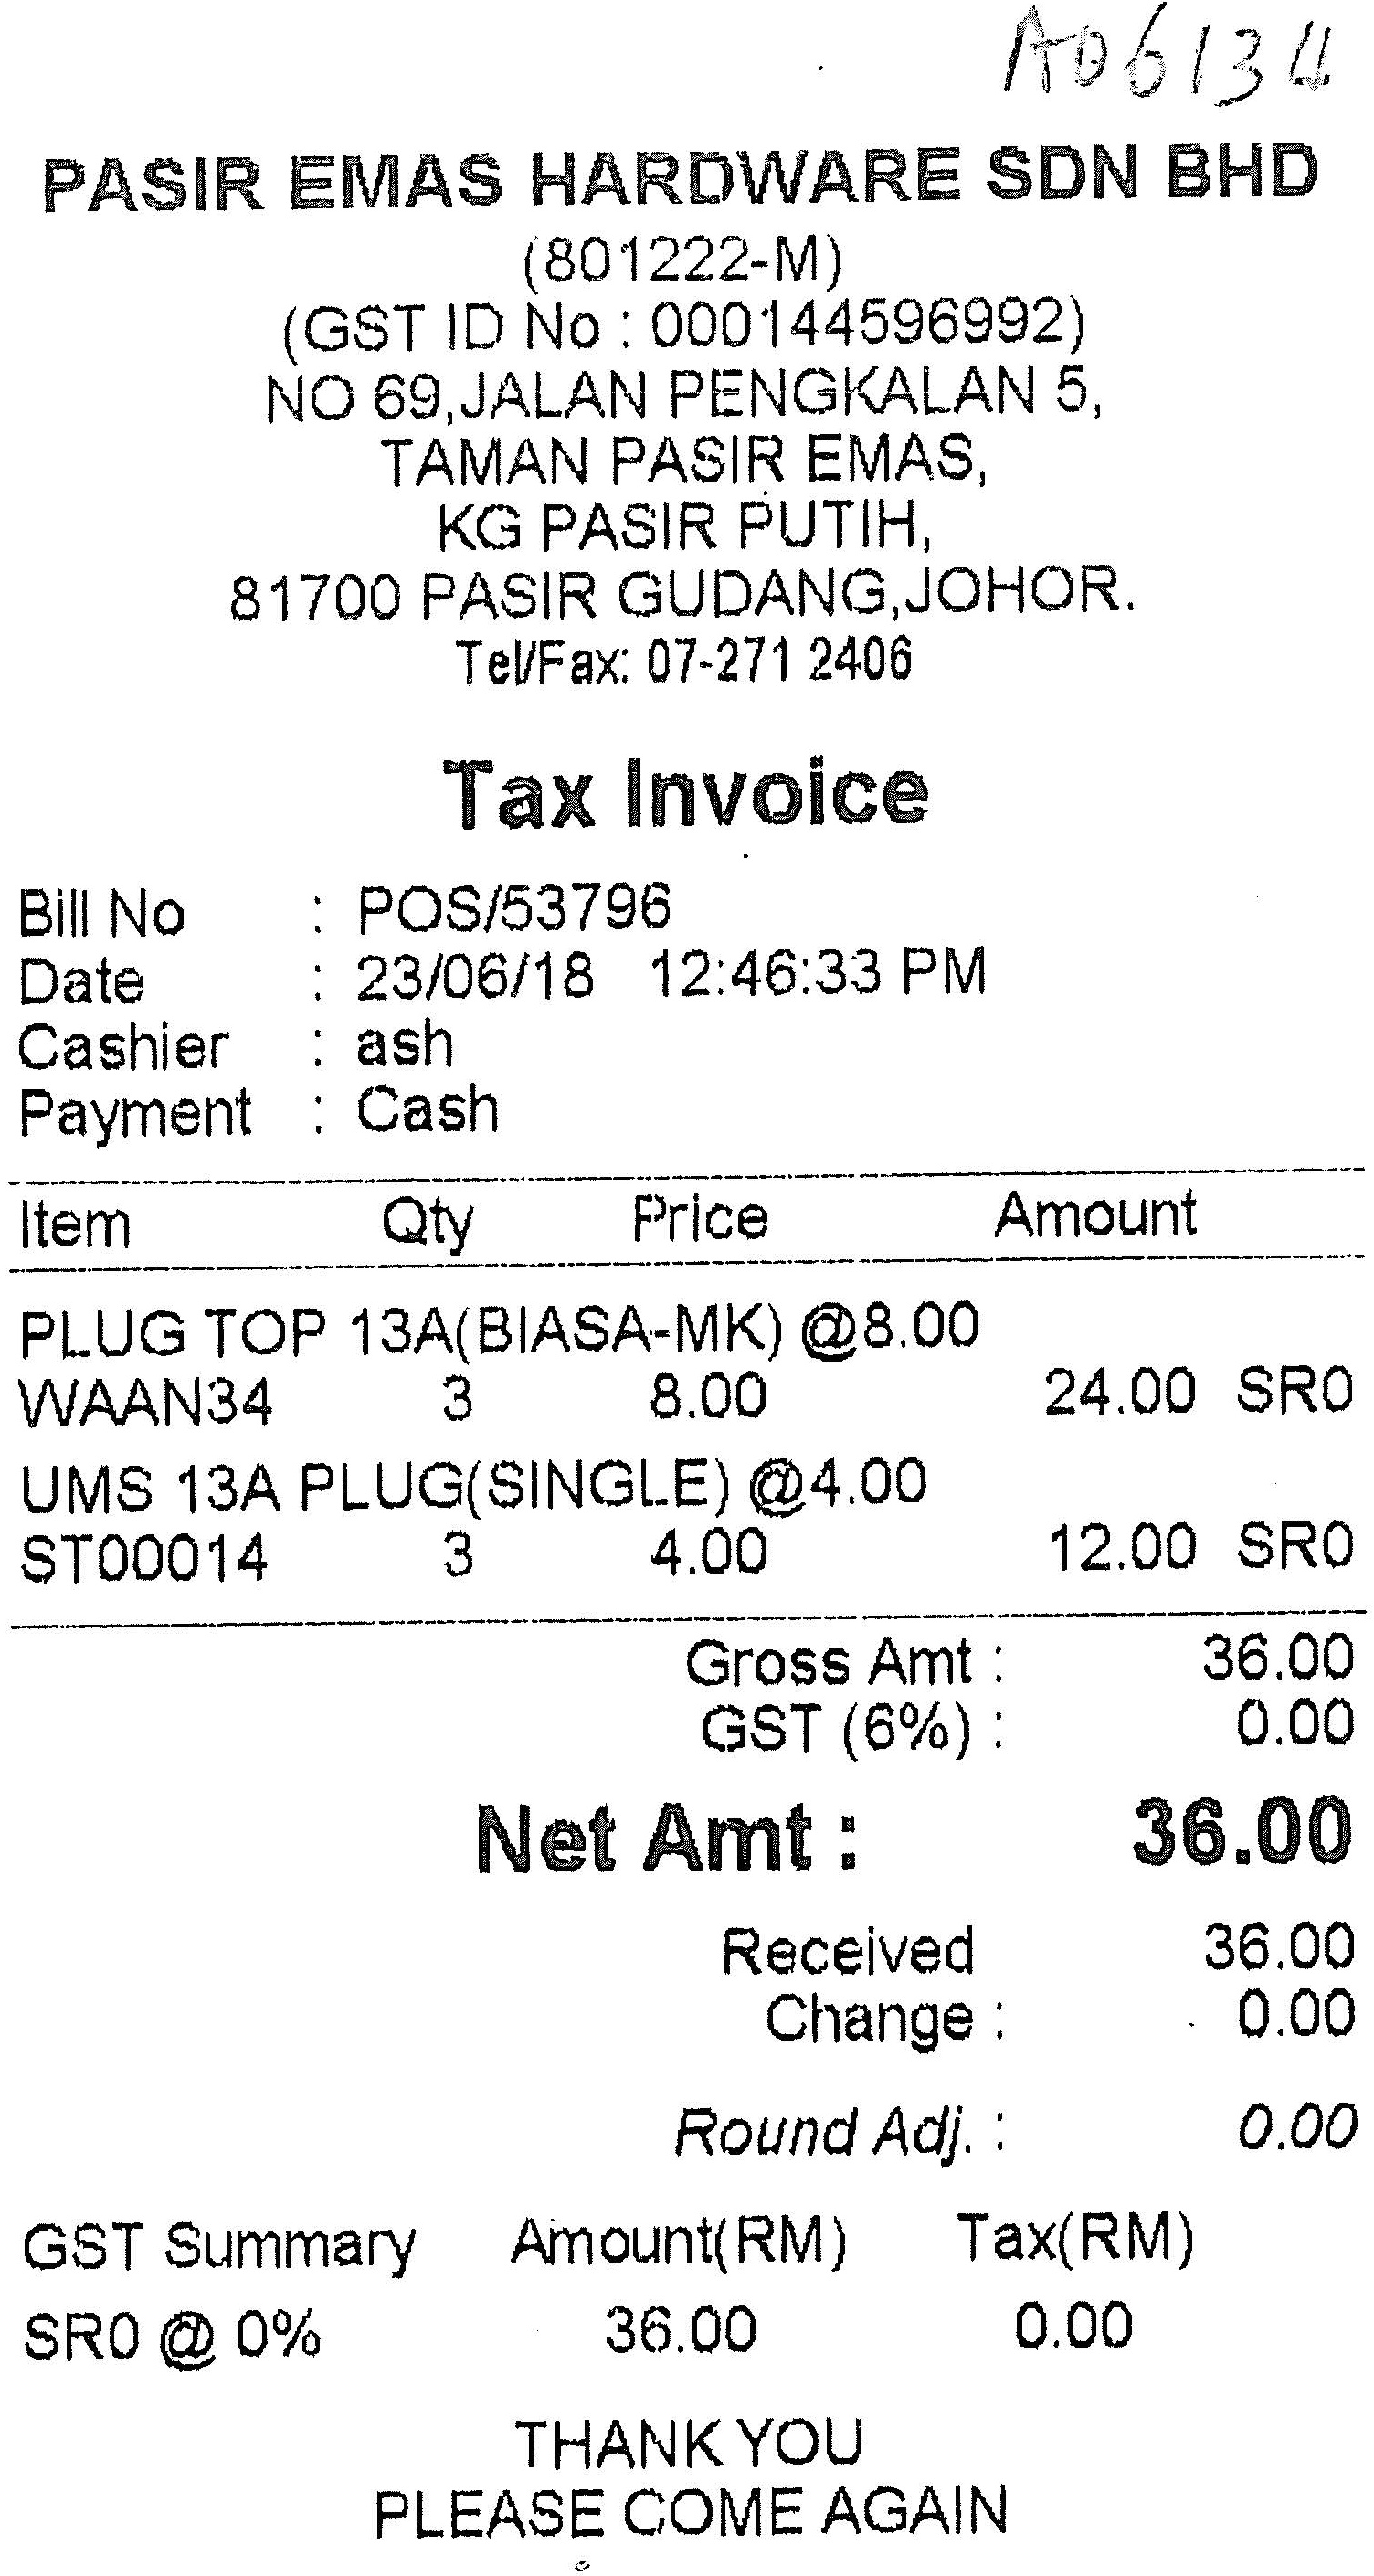 A06134
PASIR EMAS HARDWARE SDN BHD
(801222-M)
(GST ID No : 000144596992)
NO 69,JALAN PENGKALAN 5,
TAMAN PASIR EMAS,
KG PASIR PUTIH,
81700 PASIR GUDANG,JOHOR.
Tel/Fax: 07-271 2406
Tax Invoice
Bill No : POS/53796
Date : 23/06/18 12:46:33 PM
Cashier : ash
Payment : Cash
Item Qty Price Amount
PLUG TOP 13A(BIASA-MK) @8.00
WAAN34 3 8.00 24.00 SR0
UMS 13A PLUG(SINGLE) @4.00
ST00014 3 4.00 12.00 SR0
Gross Amt : 36.00
GST (6%) : 0.00
Net Amt : 36.00
Received 36.00
Change : 0.00
Round Adj. : 0.00
GST Summary Amount(RM) Tax(RM)
SR0 @ 0% 36.00 0.00
THANK YOU
PLEASE COME AGAIN